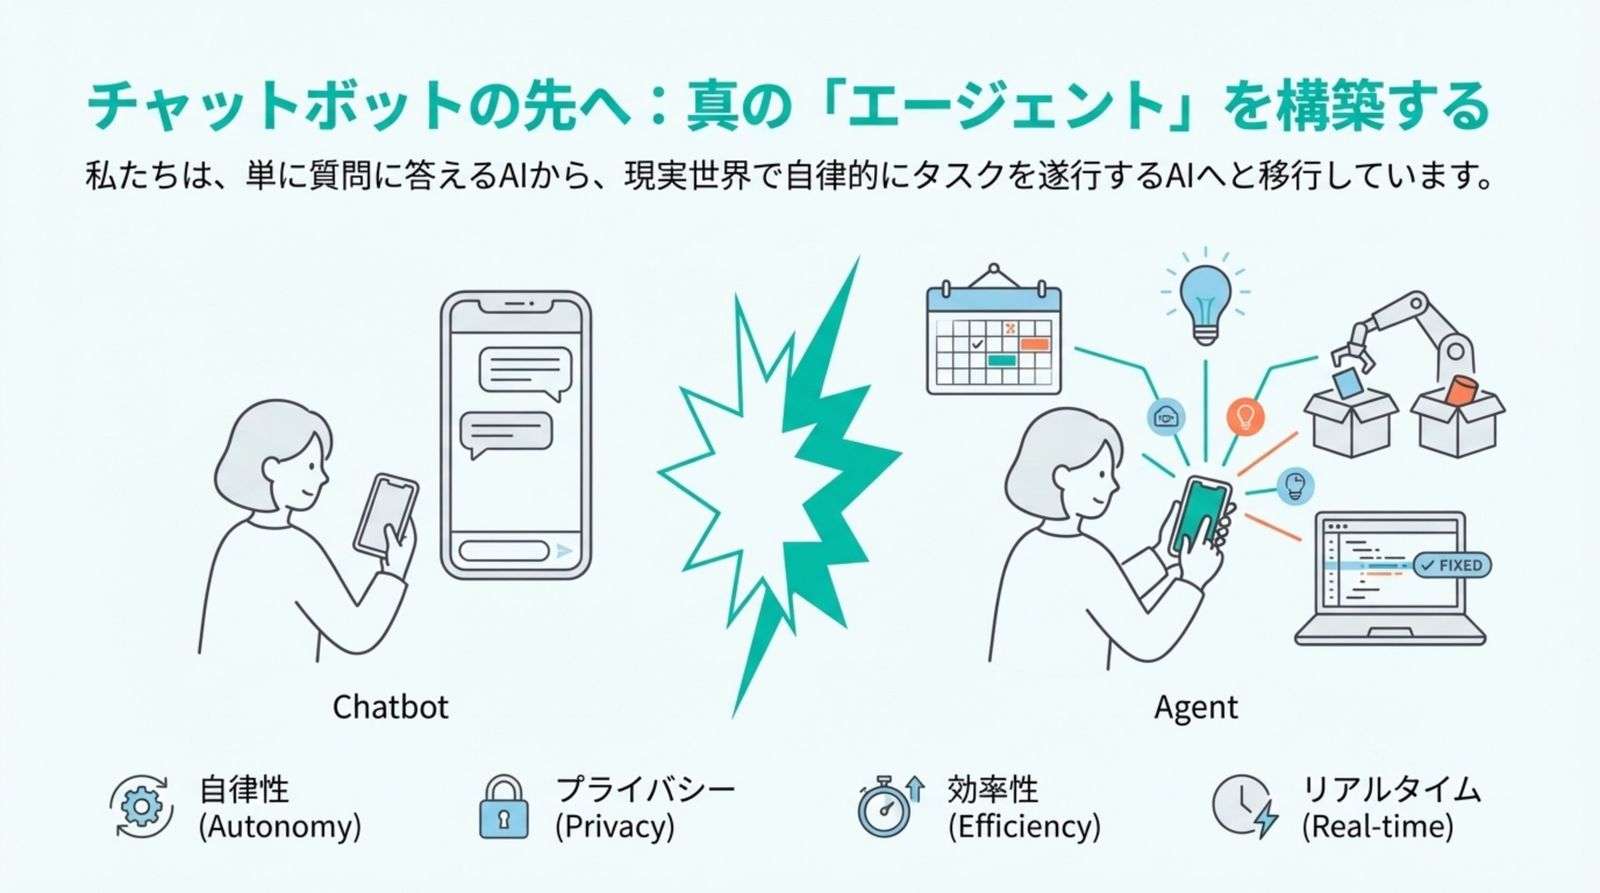 チャットボットの先へ：真の「エージェント」を構築する
私たちは、単に質問に答えるAIから、現実世界で自律的にタスクを遂行するAIへと移行しています。
FIXED
Chatbot
Agent
自律性
(Autonomy)
プライバシー
(Privacy)
効率性
(Efficiency)
リアルタイム
(Real-time)